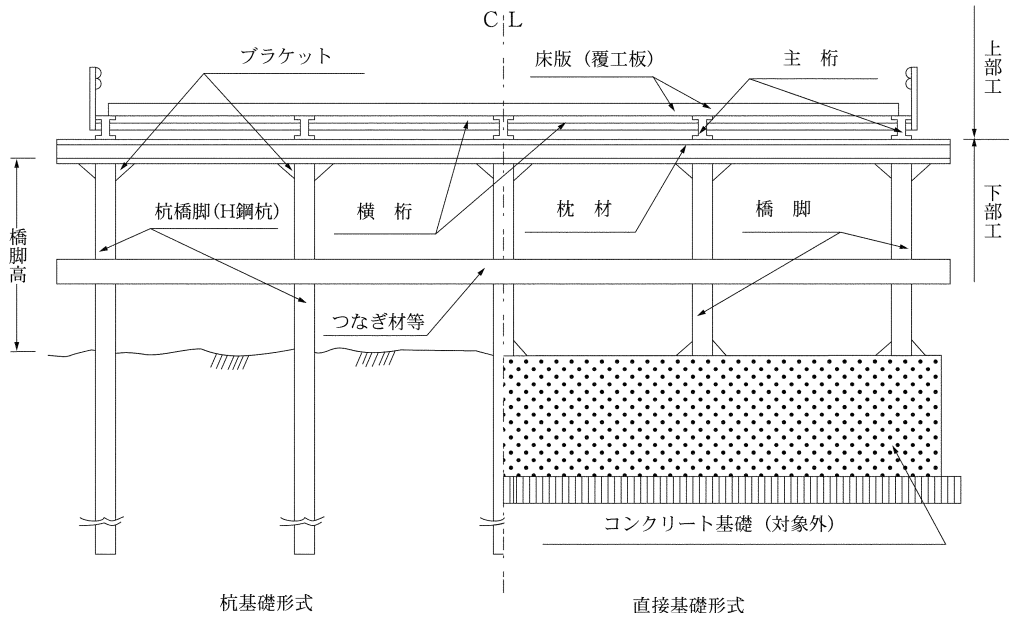 C L
ブラケット
床版（覆工板）
主　桁
上部工
杭橋脚(H鋼杭)
横　桁
枕 材
橋　脚
下部工
橋脚高
つなぎ材等
コンクリート基礎（対象外）
杭基礎形式
直接基礎形式